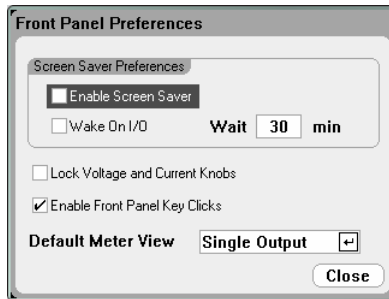 Front Panel Preferences
Screen Saver Preferences
Enable Screen Saver
Wake On I/O Wait 30 min
Lock Voltage and Current Knobs
Enable Front Panel Key Clicks
Default Meter View Single Output
Close